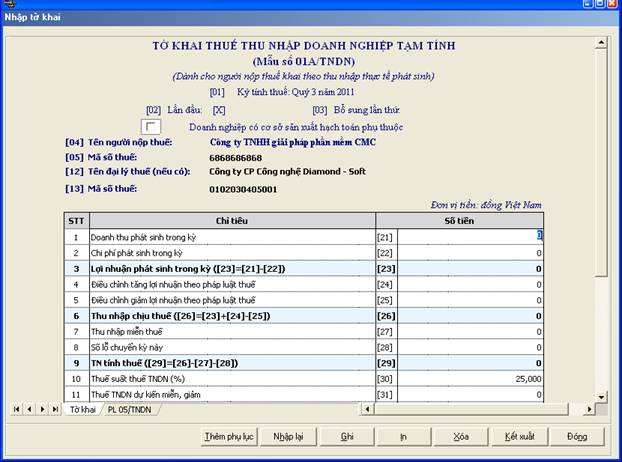 Nhập tờ khai
TỜ KHAI THUẾ THU NHẬP DOANH NGHIỆP TẠM TÍNH
(Mẫu số 01A/TNDN)
(Dành cho người nộp thuế khai theo thu nhập thực tế phát sinh)
[01] Kỳ tính thuế: Quý 3 năm 2011
[02] Lần đầu: [X] [03] Bổ sung lần thứ:
Doanh nghiệp có cơ sở sản xuất hạch toán phụ thuộc
[04] Tên người nộp thuế: Công ty TNHH giải pháp phần mềm CMC
[05] Mã số thuế: 6868686868
[12] Tên đại lý thuế (nếu có): Công ty CP Công nghệ Diamond - Soft
[13] Mã số thuế: 0102030405001
Đơn vị tiền: đồng Việt Nam
STT Chỉ tiêu Số tiền
1 Doanh thu phát sinh trong kỳ [21] 0
2 Chi phí phát sinh trong kỳ [22] 0
3 Lợi nhuận phát sinh trong kỳ ([23]=[21]-[22]) [23] 0
4 Điều chỉnh tăng lợi nhuận theo pháp luật thuế [24] 0
5 Điều chỉnh giảm lợi nhuận theo pháp luật thuế [25] 0
6 Thu nhập chịu thuế ([26]=[23]+[24]-[25]) [26] 0
7 Thu nhập miễn thuế [27] 0
8 Số lỗ chuyển kỳ này [28] 0
9 TN tính thuế ([29]=[26]-[27]-[28]) [29] 0
10 Thuế suất thuế TNDN (%) [30] 25,000
11 Thuế TNDN dự kiến miễn, giảm [31] 0
Tờ khai PL 05/TNDN
Thêm phụ lục Nhập lại Ghi In Xóa Kết xuất Đóng